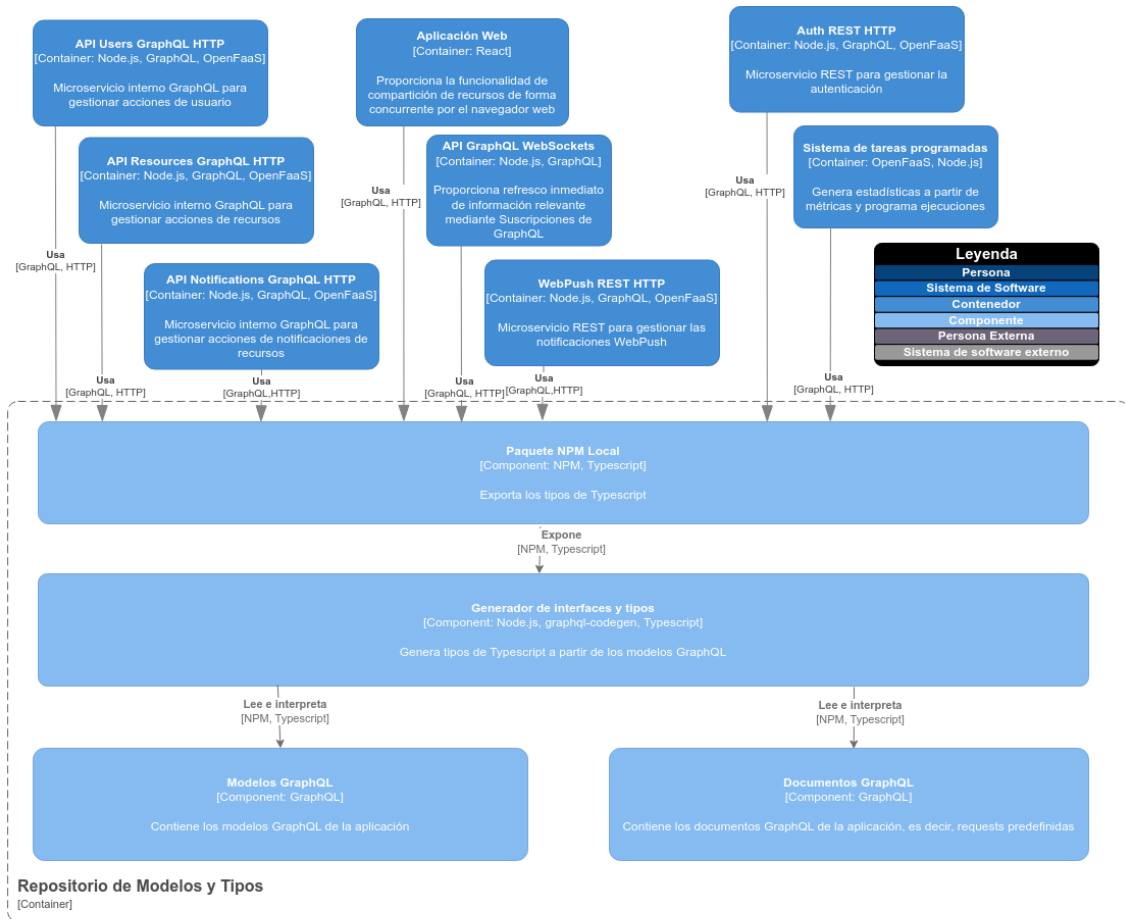 API Users GraphQL HTTP
[Container: Node.js, GraphQL, OpenFaaS]
Microservicio interno GraphQL para
gestionar acciones de usuario
Aplicación Web
[Container: React]
Proporciona la funcionalidad de
compartición de recursos de forma
concurrente por el navegador web
Auth REST HTTP
[Container: Node.js, GraphQL, OpenFaaS]
Microservicio REST para gestionar la
autenticación
API Resources GraphQL HTTP
[Container: Node.js, GraphQL, OpenFaaS]
Microservicio interno GraphQL para
gestionar acciones de recursos
API GraphQL WebSockets
[Container: Node.js, GraphQL]
Proporciona refresco inmediato
de información relevante
mediante Suscripciones de
GraphQL
Sistema de tareas programadas
[Container: OpenFaaS, Node.js]
Genera estadísticas a partir de
métricas y programa ejecuciones
Usa
[GraphQL, HTTP]
Usa
[GraphQL, HTTP]
Usa
[GraphQL, HTTP]
API Notifications GraphQL HTTP
[Container: Node.js, GraphQL, OpenFaaS]
Microservicio interno GraphQL para
gestionar acciones de notificaciones de
recursos
WebPush REST HTTP
[Container: Node.js, GraphQL, OpenFaaS]
Microservicio REST para gestionar las
notificaciones WebPush
Leyenda
Persona
Sistema de Software
Contenedor
Componente
Persona Externa
Sistema de software externo
Usa
[GraphQL, HTTP]
Usa
[GraphQL,HTTP]
Usa
[GraphQL, HTTP]
Usa
[GraphQL,HTTP]
Usa
[GraphQL, HTTP]
Paquete NPM Local
[Component: NPM, Typescript]
Exporta los tipos de Typescript
Expone
[NPM, Typescript]
Generador de interfaces y tipos
[Component: Node.js, graphql-codegen, Typescript]
Genera tipos de Typescript a partir de los modelos GraphQL
Lee e interpreta
[NPM, Typescript]
Lee e interpreta
[NPM, Typescript]
Modelos GraphQL
[Component: GraphQL]
Contiene los modelos GraphQL de la aplicación
Documentos GraphQL
[Component: GraphQL]
Contiene los documentos GraphQL de la aplicación, es decir, requests predefinidas
Repositorio de Modelos y Tipos
[Container]